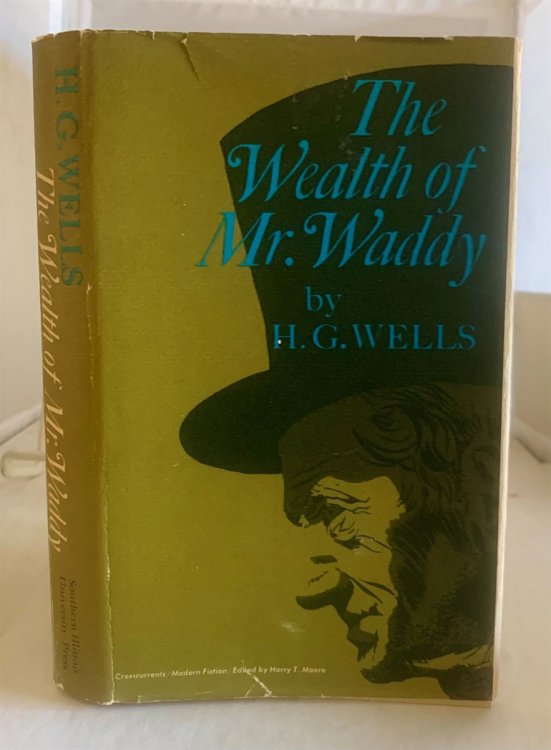 The
Wealth of
Mr. Waddy
by
H. G. WELLS
Crosscurrents / Modern Fiction / Edited by Harry T. Moore
H. G. WELLS
The Wealth of Mr. Waddy
Southern Illinois
University Press